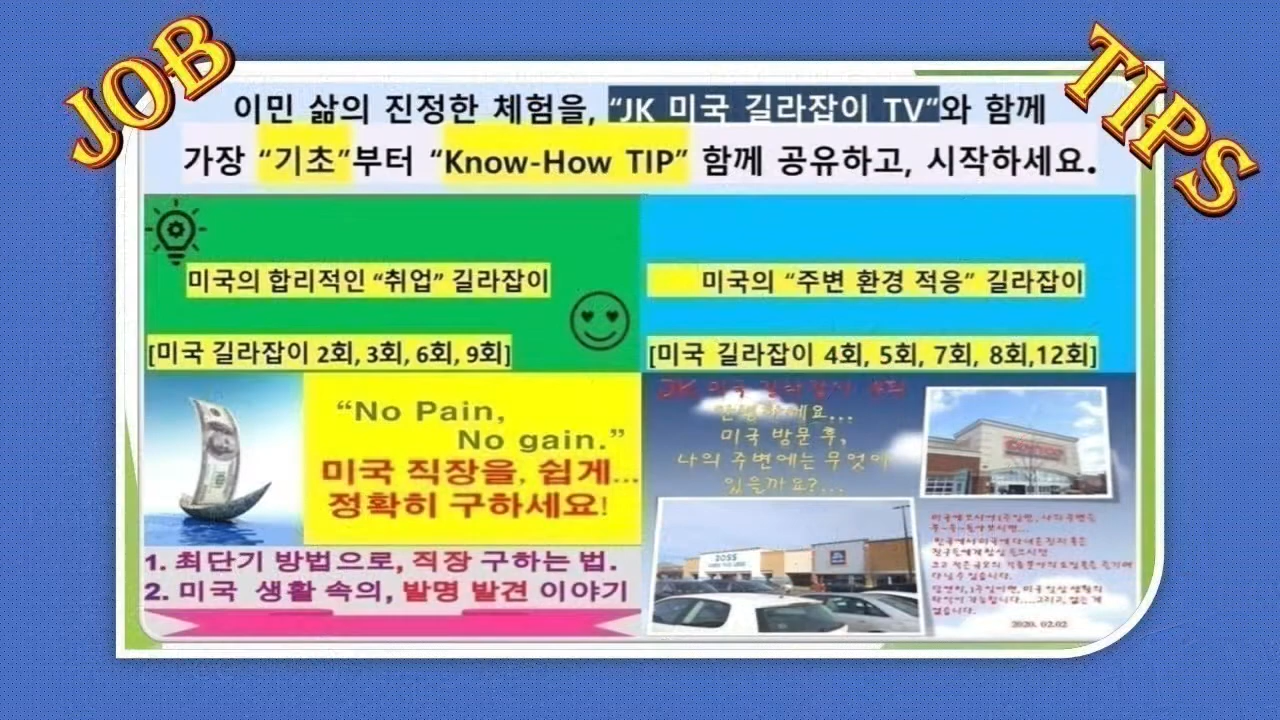 JOB
TIPS
이민 삶의 진정한 체험을, “JK 미국 길라잡이 TV”와 함께
가장 “기초”부터 “Know-How TIP” 함께 공유하고, 시작하세요.
미국의 합리적인 “취업” 길라잡이
[미국 길라잡이 2회, 3회, 6회, 9회]
미국의 “주변 환경 적응” 길라잡이
[미국 길라잡이 4회, 5회, 7회, 8회,12회]
“No Pain,
No gain.”
미국 직장을, 쉽게...
정확히 구하세요!
1. 최단기 방법으로, 직장 구하는 법.
2. 미국 생활 속의, 발명 발견 이야기
JK 미국 길라잡이
미국 방문 후,
나의 주변에는 무엇이
있을까요?...
ROSS
2020. 02.02